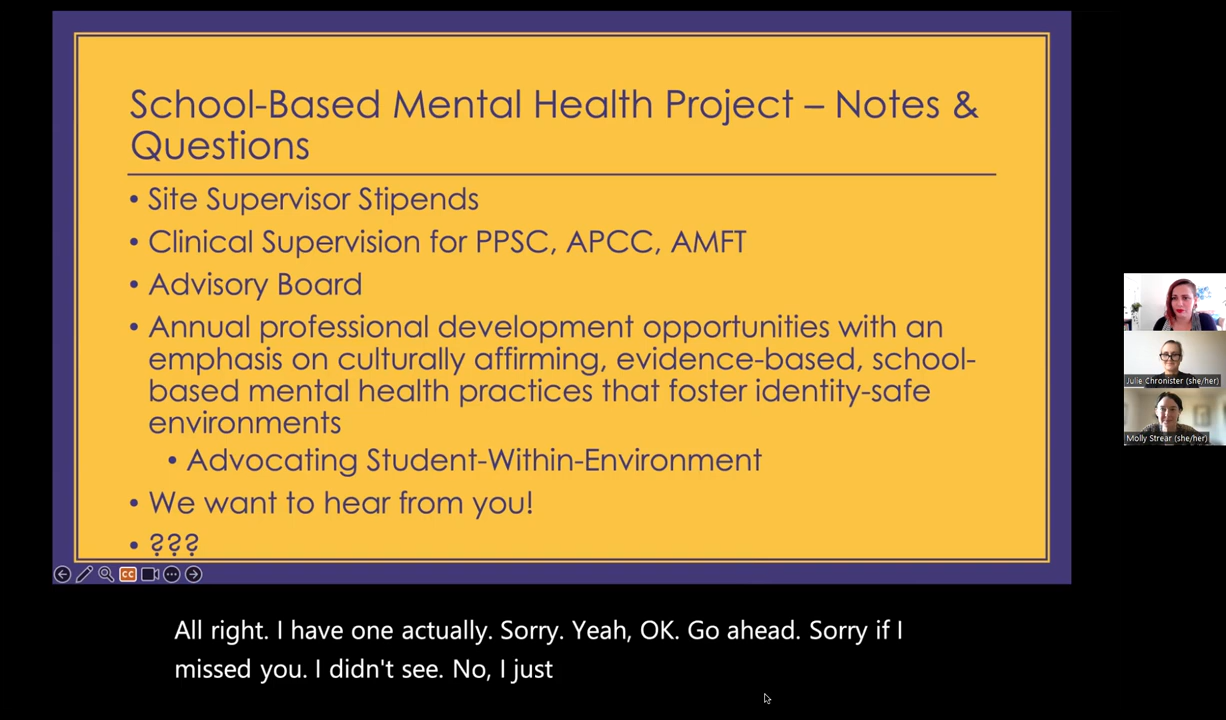 School-Based Mental Health Project – Notes &
Questions
• Site Supervisor Stipends
• Clinical Supervision for PPSC, APCC, AMFT
• Advisory Board
• Annual professional development opportunities with an
emphasis on culturally affirming, evidence-based, school-
based mental health practices that foster identity-safe
environments
• Advocating Student-Within-Environment
• We want to hear from you!
• ???
CC
Julie Chronister (she/her)
Molly Strear (she/her)
All right. I have one actually. Sorry. Yeah, OK. Go ahead. Sorry if I
missed you. I didn't see. No, I just